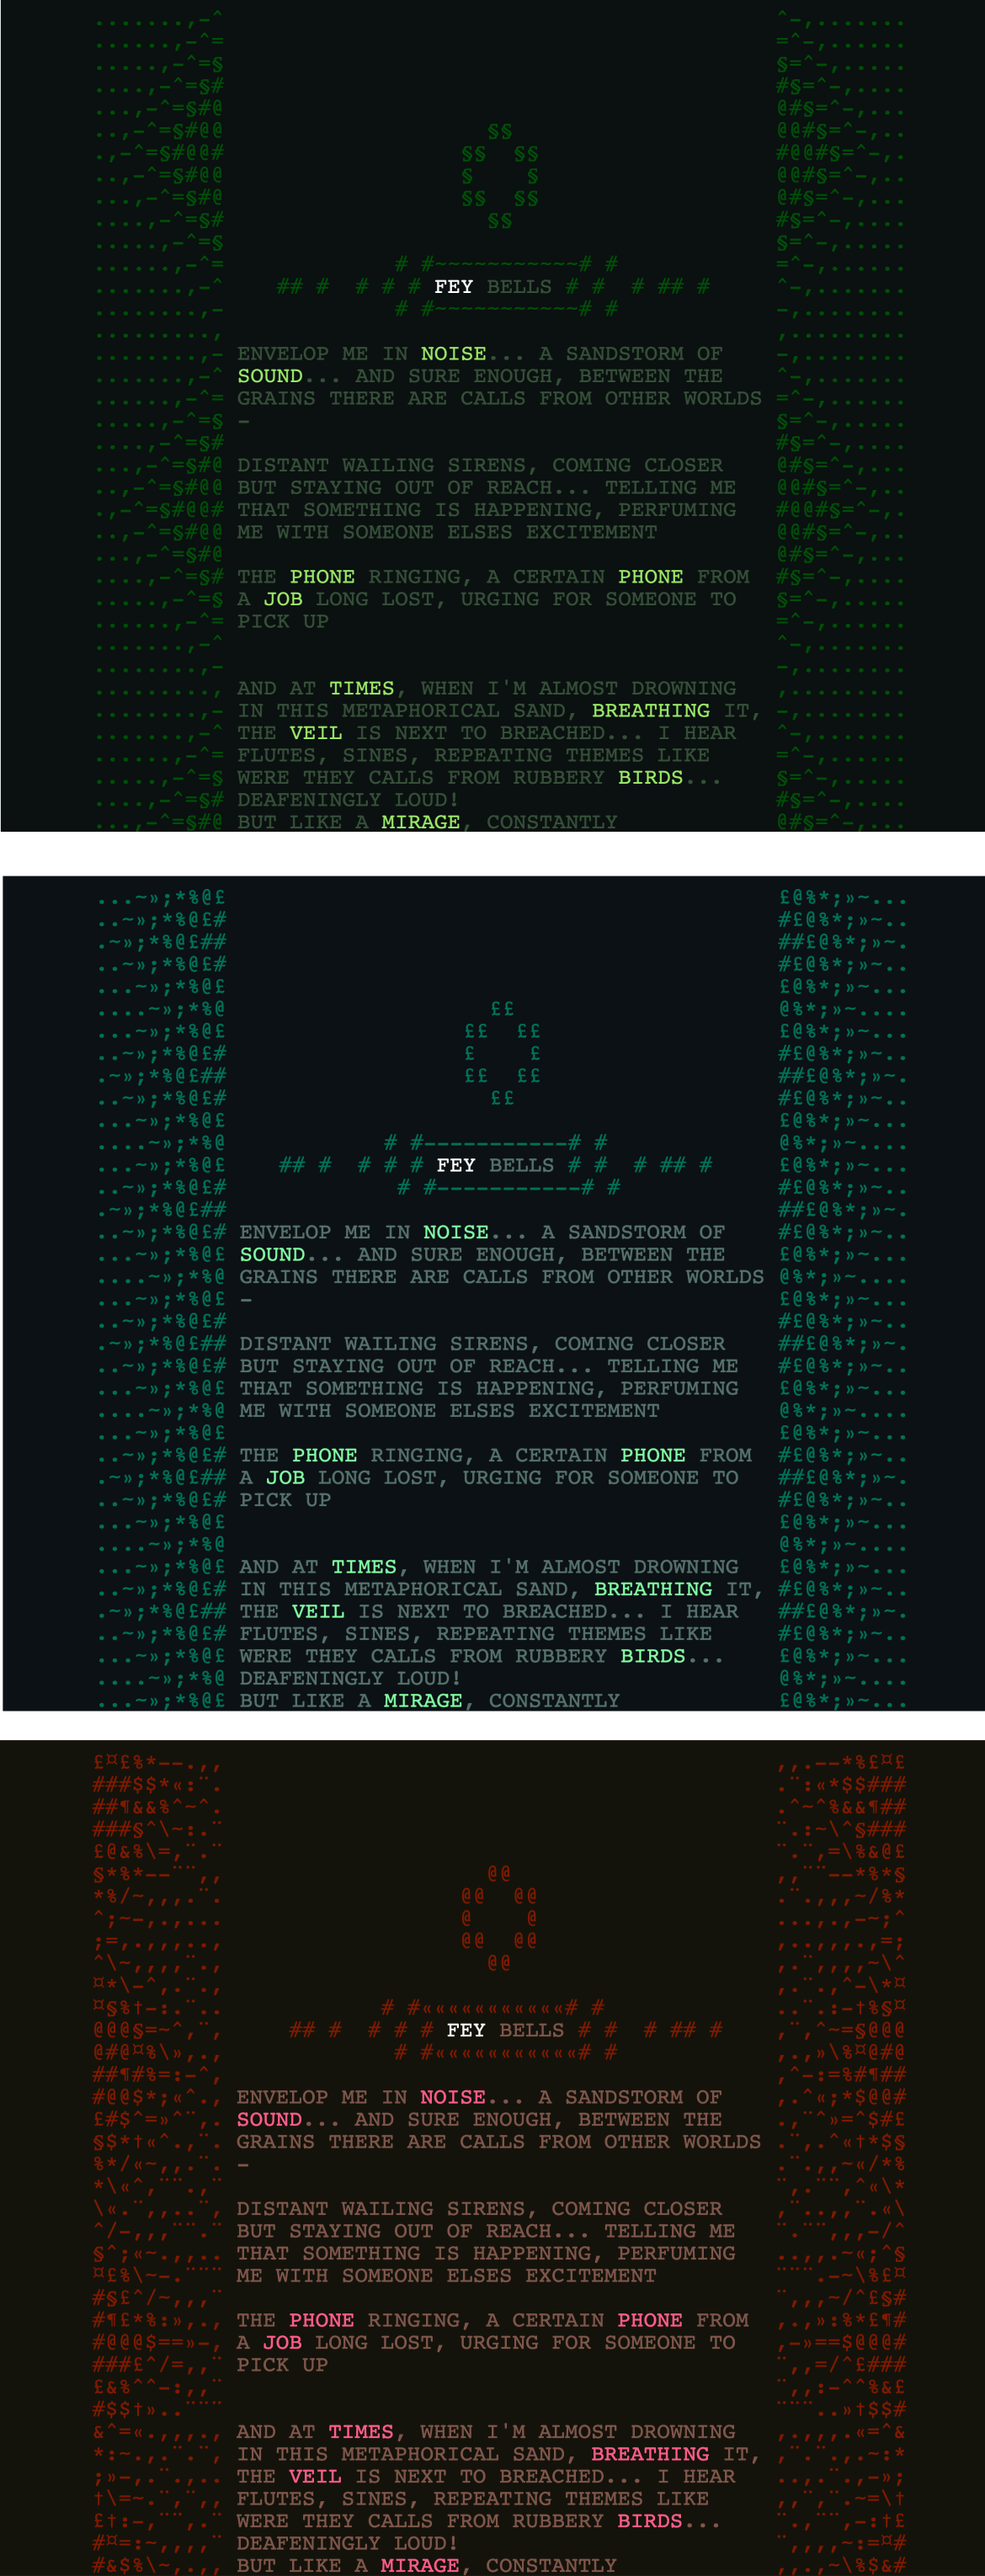 FEY BELLS
ENVELOP ME IN NOISE... A SANDSTORM OF
SOUND... AND SURE ENOUGH, BETWEEN THE
GRAINS THERE ARE CALLS FROM OTHER WORLDS
–
DISTANT WAILING SIRENS, COMING CLOSER
BUT STAYING OUT OF REACH... TELLING ME
THAT SOMETHING IS HAPPENING, PERFUMING
ME WITH SOMEONE ELSES EXCITEMENT
THE PHONE RINGING, A CERTAIN PHONE FROM
A JOB LONG LOST, URGING FOR SOMEONE TO
PICK UP
AND AT TIMES, WHEN I'M ALMOST DROWNING
IN THIS METAPHORICAL SAND, BREATHING IT,
THE VEIL IS NEXT TO BREACHED... I HEAR
FLUTES, SINES, REPEATING THEMES LIKE
WERE THEY CALLS FROM RUBBERY BIRDS...
DEAFENINGLY LOUD!
BUT LIKE A MIRAGE, CONSTANTLY
FEY BELLS
ENVELOP ME IN NOISE... A SANDSTORM OF
SOUND... AND SURE ENOUGH, BETWEEN THE
GRAINS THERE ARE CALLS FROM OTHER WORLDS
–
DISTANT WAILING SIRENS, COMING CLOSER
BUT STAYING OUT OF REACH... TELLING ME
THAT SOMETHING IS HAPPENING, PERFUMING
ME WITH SOMEONE ELSES EXCITEMENT
THE PHONE RINGING, A CERTAIN PHONE FROM
A JOB LONG LOST, URGING FOR SOMEONE TO
PICK UP
AND AT TIMES, WHEN I'M ALMOST DROWNING
IN THIS METAPHORICAL SAND, BREATHING IT,
THE VEIL IS NEXT TO BREACHED... I HEAR
FLUTES, SINES, REPEATING THEMES LIKE
WERE THEY CALLS FROM RUBBERY BIRDS...
DEAFENINGLY LOUD!
BUT LIKE A MIRAGE, CONSTANTLY
FEY BELLS
ENVELOP ME IN NOISE... A SANDSTORM OF
SOUND... AND SURE ENOUGH, BETWEEN THE
GRAINS THERE ARE CALLS FROM OTHER WORLDS
–
DISTANT WAILING SIRENS, COMING CLOSER
BUT STAYING OUT OF REACH... TELLING ME
THAT SOMETHING IS HAPPENING, PERFUMING
ME WITH SOMEONE ELSES EXCITEMENT
THE PHONE RINGING, A CERTAIN PHONE FROM
A JOB LONG LOST, URGING FOR SOMEONE TO
PICK UP
AND AT TIMES, WHEN I'M ALMOST DROWNING
IN THIS METAPHORICAL SAND, BREATHING IT,
THE VEIL IS NEXT TO BREACHED... I HEAR
FLUTES, SINES, REPEATING THEMES LIKE
WERE THEY CALLS FROM RUBBERY BIRDS...
DEAFENINGLY LOUD!
BUT LIKE A MIRAGE, CONSTANTLY